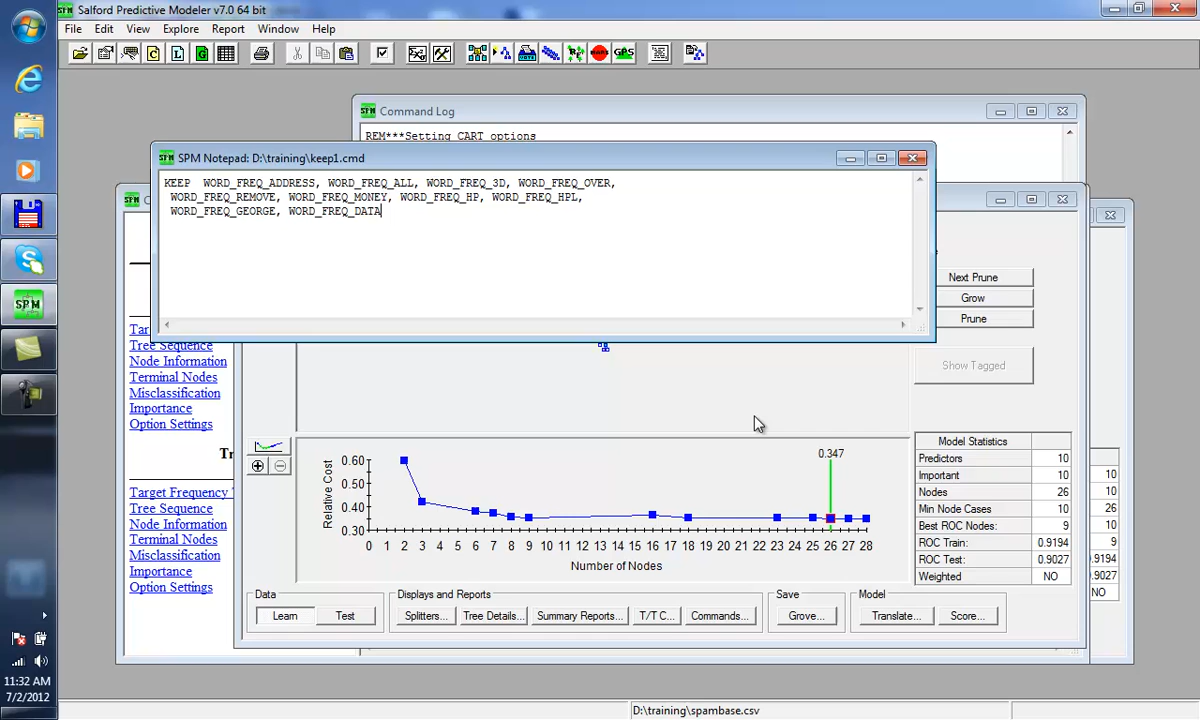 Salford Predictive Modeler v7.0 64 bit
File Edit View Explore Report Window Help
SPM Command Log
REM***Setting CART options
SPM SPM Notepad: D:\training\keep1.cmd
KEEP WORD_FREQ_ADDRESS, WORD_FREQ_ALL, WORD_FREQ_3D, WORD_FREQ_OVER,
WORD_FREQ_REMOVE, WORD_FREQ_MONEY, WORD_FREQ_HP, WORD_FREQ_HPL,
WORD_FREQ_GEORGE, WORD_FREQ_DATA
Next Prune
Grow
Prune
Show Tagged
Tar
Tree Sequence
Node Information
Terminal Nodes
Misclassification
Importance
Option Settings
Tr
Target Frequency
Tree Sequence
Node Information
Terminal Nodes
Misclassification
Importance
Option Settings
Relative Cost
0.60
0.50
0.40
0.30
0.347
0 1 2 3 4 5 6 7 8 9 10 11 12 13 14 15 16 17 18 19 20 21 22 23 24 25 26 27 28
Number of Nodes
Model Statistics
Predictors 10
Important 10
Nodes 26
Min Node Cases 10
Best ROC Nodes: 9
ROC Train: 0.9194
ROC Test: 0.9027
Weighted NO
10
10
26
10
9
.9194
.9027
NO
Data
Learn Test
Displays and Reports
Splitters... Tree Details... Summary Reports... T/T C... Commands...
Save
Grove...
Model
Translate... Score...
SPM
11:32 AM
7/2/2012
D:\training\spambase.csv